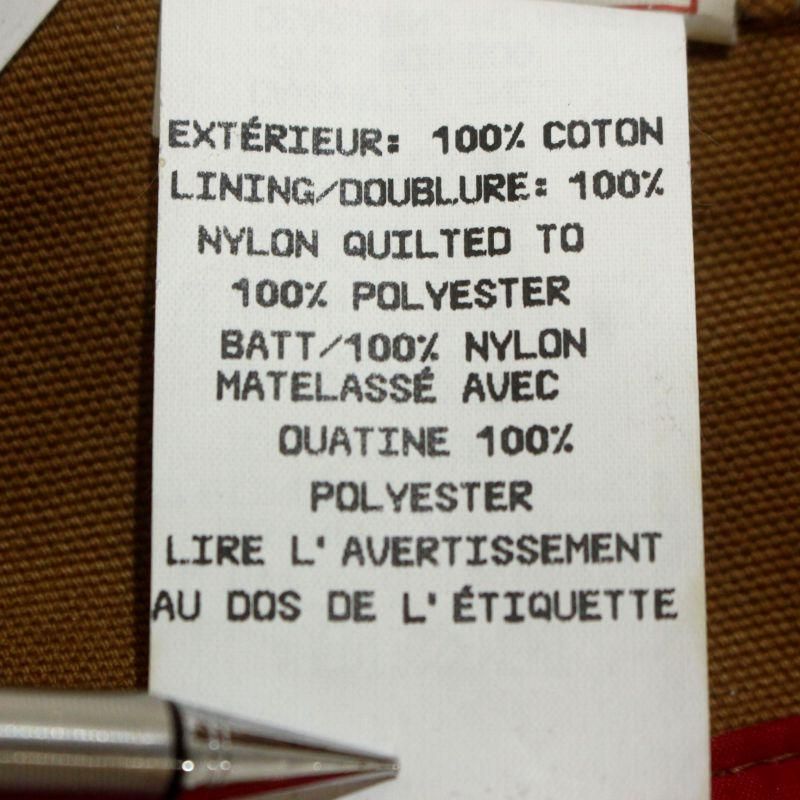 EXTÉRIEUR: 100% COTON
LINING/DOUBLURE: 100%
NYLON QUILTED TO
100% POLYESTER
BATT/100% NYLON
MATELASSÉ AVEC
OUATINE 100%
POLYESTER
LIRE L'AVERTISSEMENT
AU DOS DE L'ÉTIQUETTE